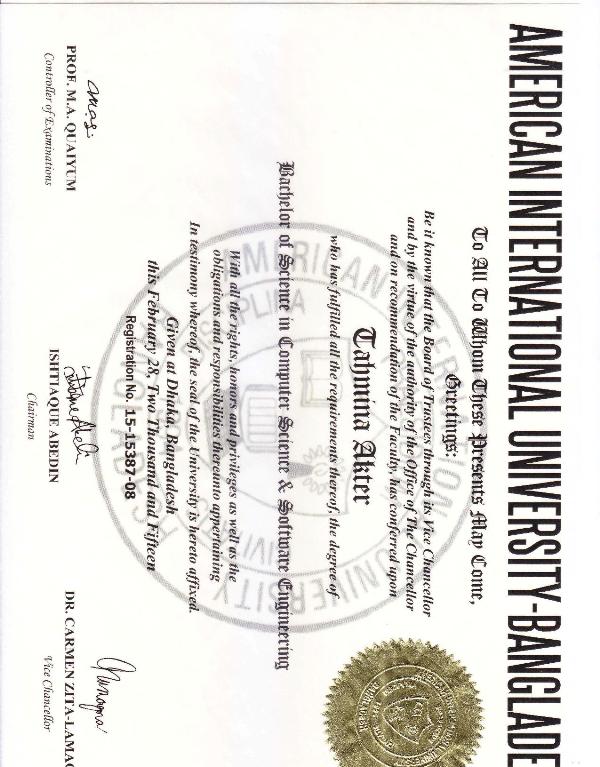 AMERICAN INTERNATIONAL UNIVERSITY-BANGLADE
To All To Whom These Presents May Come,
Greetings:
Be it known that the Board of Trustees through its Vice Chancellor
and by the virtue of the authority of the Office of The Chancellor
and on recommendation of the Faculty, has conferred upon
Tahmina Akter
who has fulfilled all the requirements thereof, the degree of
Bachelor of Science in Computer Science & Software Engineering
With all the rights, honors and privileges as well as the
obligations and responsibilities thereunto appertaining
In testimony whereof, the seal of the University is hereto affixed.
Given at Dhaka, Bangladesh
this February 28, Two Thousand and Fifteen
Registration No. 15-15387-08
PROF. M.A. QUAIYUM
Controller of Examinations
ISHTIAQUE ABEDIN
Chairman
DR. CARMEN ZITA-LAMAG
Vice Chancellor
AMERICAN INTERNATIONAL UNIVERSITY
BANGLADESH